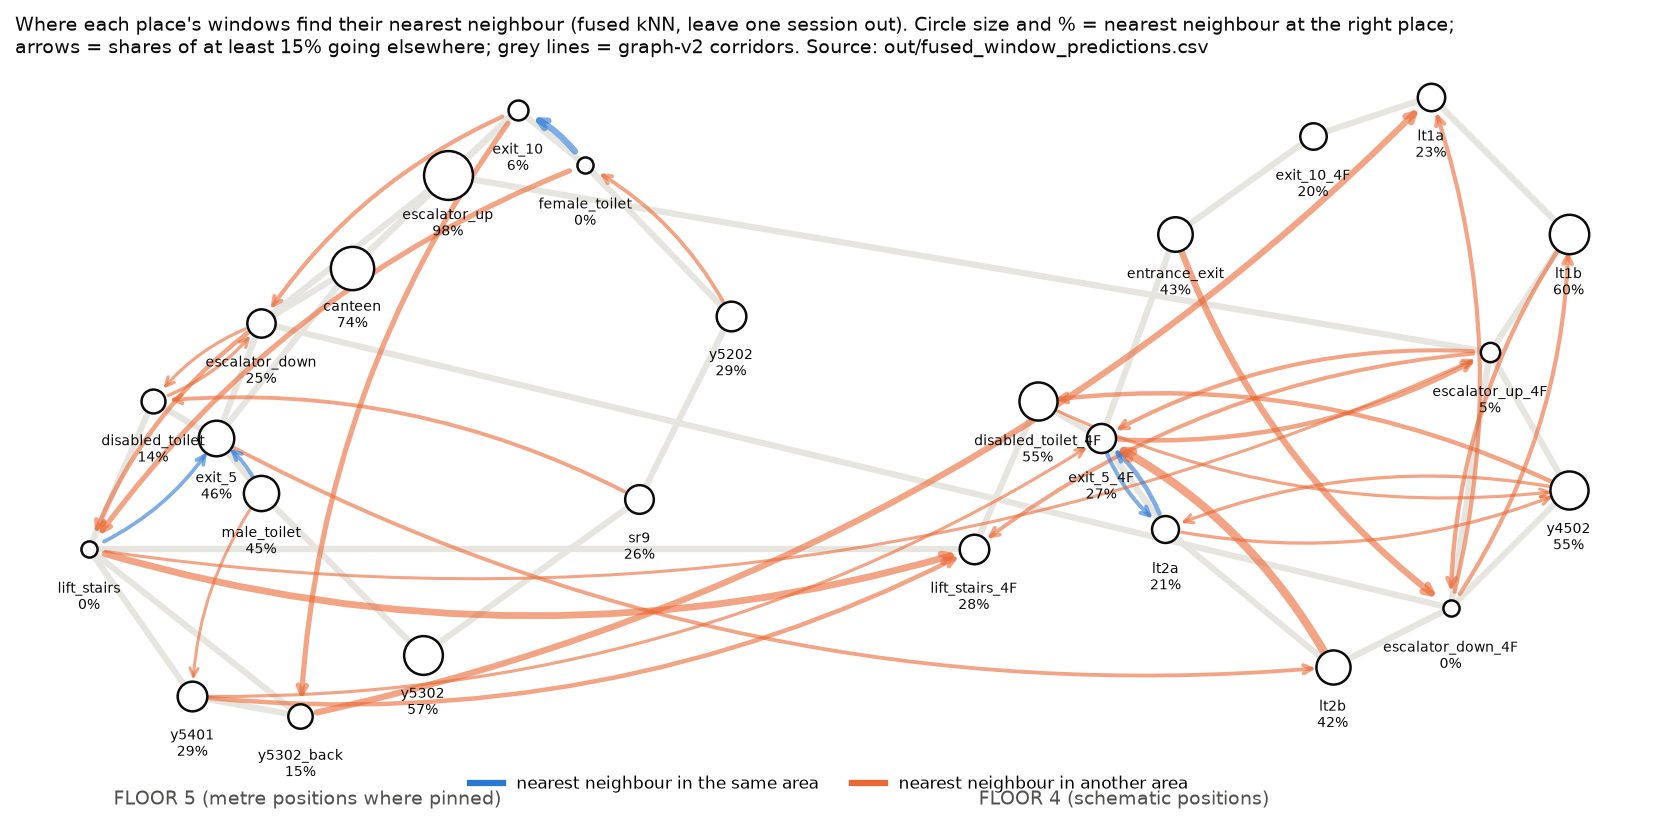 Where each place's windows find their nearest neighbour (fused kNN, leave one session out). Circle size and % = nearest neighbour at the right place;
arrows = shares of at least 15% going elsewhere; grey lines = graph-v2 corridors. Source: out/fused_window_predictions.csv
exit_10
6%
female_toilet
0%
escalator_up
98%
canteen
74%
escalator_down
25%
y5202
29%
disabled_toilet
14%
exit_5
46%
male_toilet
45%
sr9
26%
lift_stairs
0%
y5302
57%
y5401
29%
y5302_back
15%
lt1a
23%
exit_10_4F
20%
entrance_exit
43%
lt1b
60%
escalator_up_4F
5%
disabled_toilet_4F
55%
exit_5_4F
27%
y4502
55%
lt2a
21%
lift_stairs_4F
28%
escalator_down_4F
0%
lt2b
42%
nearest neighbour in the same area
nearest neighbour in another area
FLOOR 5 (metre positions where pinned)
FLOOR 4 (schematic positions)